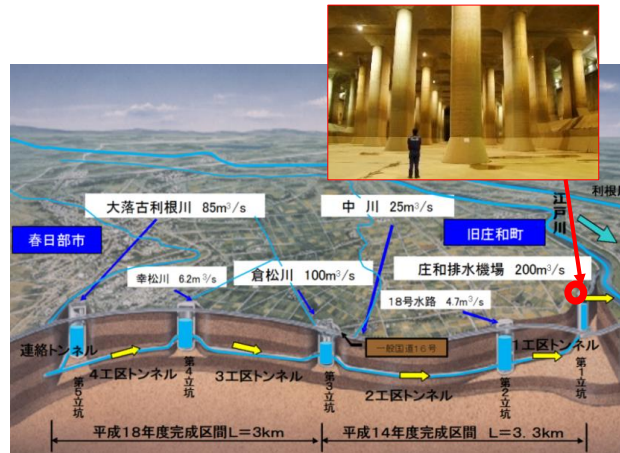 江戸川
利根川
大落古利根川 85m³/s
中 川 25m³/s
春日部市
旧庄和町
幸松川 6.2m³/s
倉松川 100m³/s
庄和排水機場 200m³/s
18号水路 4.7m³/s
一般国道16号
連絡トンネル
4工区トンネル
3工区トンネル
2工区トンネル
1工区トンネル
第5立坑
第4立坑
第3立坑
第2立坑
第1立坑
平成18年度完成区間L=3km
平成14年度完成区間 L=3.3km